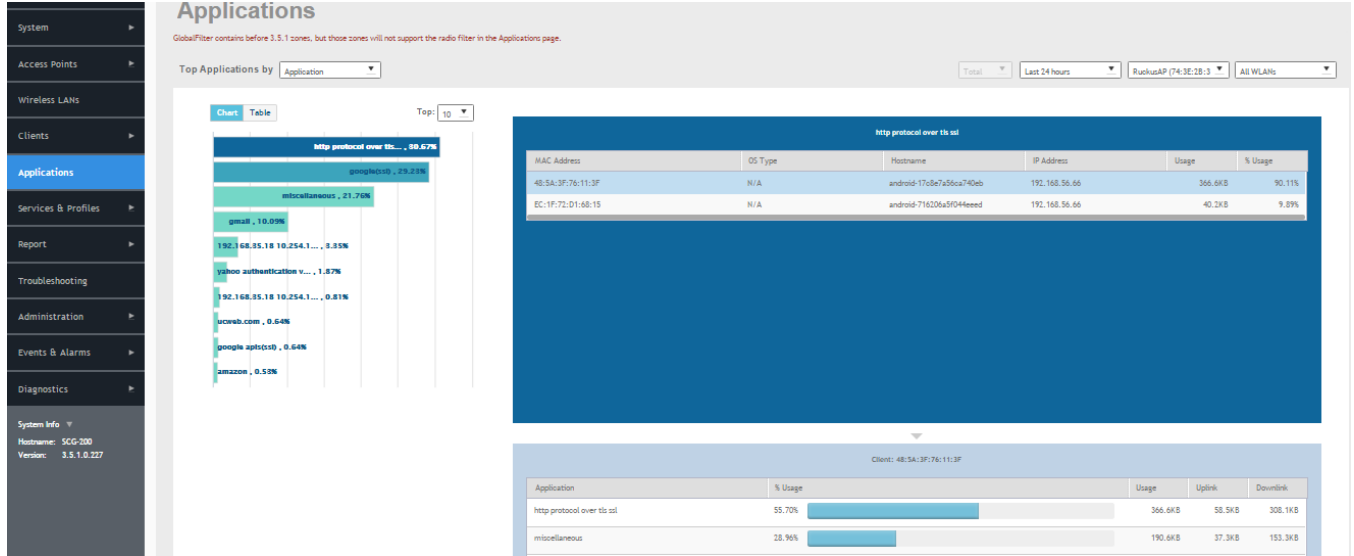 Applications
GlobalFilter contains before 3.5.1 zones, but those zones will not support the radio filter in the Applications page.
System
Access Points
Wireless LANs
Clients
Applications
Services & Profiles
Report
Troubleshooting
Administration
Events & Alarms
Diagnostics
System Info
Hostname: SCG-200
Version: 3.5.1.0.227
Top Applications by Application
Total Last 24 hours RuckusAP (74:3E:2B:3 All WLANs
Chart Table Top: 10
http protocol over tls... , 30.67%
google(ssl) , 29.23%
miscellaneous , 21.76%
gmail , 10.09%
192.168.35.18 10.254.1... , 3.35%
yahoo authentication v... , 1.87%
192.168.35.18 10.254.1... , 0.81%
ucweb.com , 0.64%
google apis(ssl) , 0.64%
amazon , 0.53%
http protocol over tls ssl
MAC Address OS Type Hostname IP Address Usage % Usage
48:5A:3F:76:11:3F N/A android-17c8e7a56ca740eb 192.168.56.66 366.6KB 90.11%
EC:1F:72:D1:68:15 N/A android-716206a5f044eeed 192.168.56.66 40.2KB 9.89%
Client: 48:5A:3F:76:11:3F
Application % Usage Usage Uplink Downlink
http protocol over tls ssl 55.70% 366.6KB 58.5KB 308.1KB
miscellaneous 28.96% 190.6KB 37.3KB 153.3KB